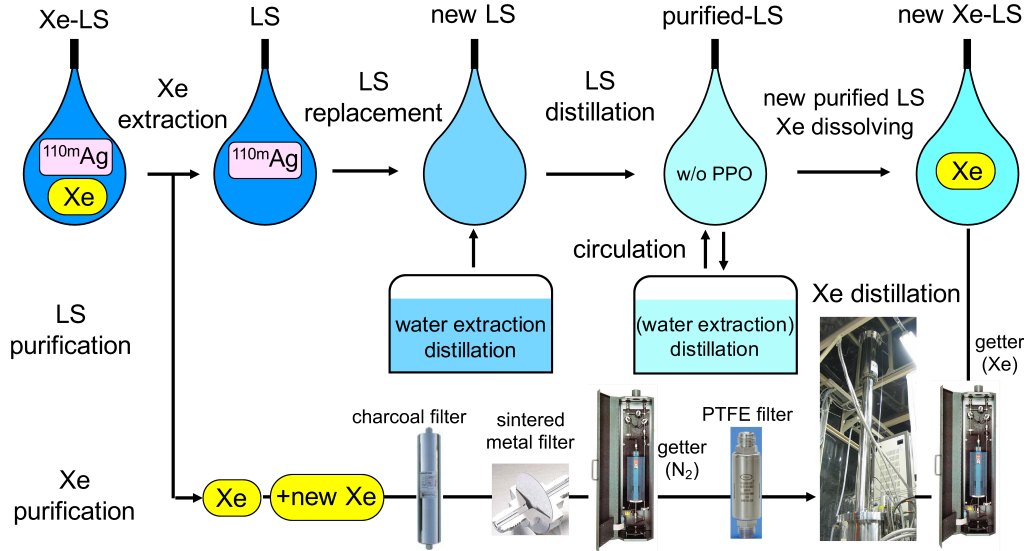 Xe-LS
LS
new LS
purified-LS
new Xe-LS
Xe
extraction
LS
replacement
LS
distillation
new purified LS
Xe dissolving
110mAg
Xe
110mAg
w/o PPO
Xe
circulation
water extraction
distillation
(water extraction)
distillation
Xe distillation
LS
purification
getter
(Xe)
charcoal filter
sintered
metal filter
getter
(N2)
PTFE filter
Xe
purification
Xe
+new Xe